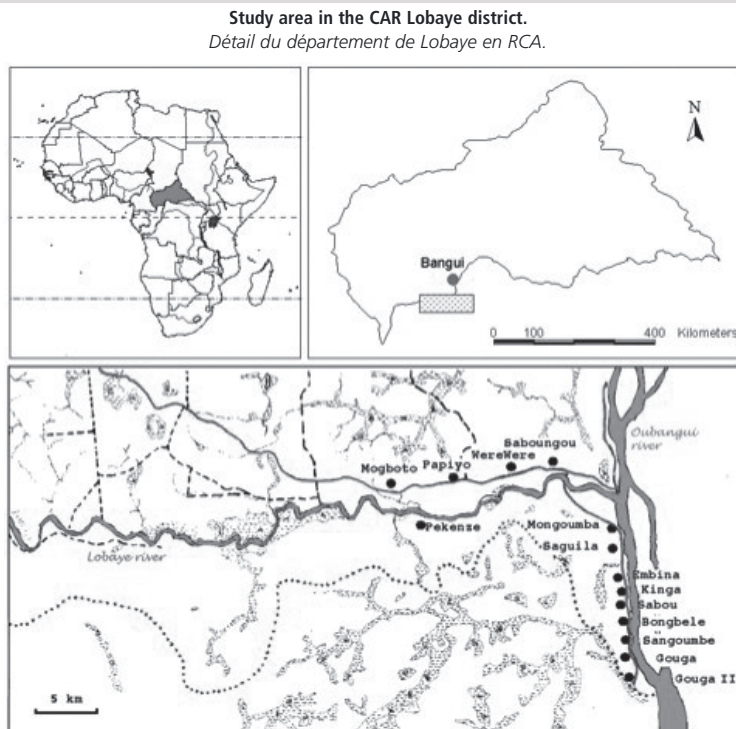 Study area in the CAR Lobaye district.
Détail du département de Lobaye en RCA.
N
Bangui
0 100 400 Kilometers
Oubangui
river
Saboungou
WereWere
Mogboto Papiyo
Pekenze
Mongoumba
Lobaye river
Saguila
Embina
Kinga
Sabou
Bongbele
Sangoumbe
Gouga
Gouga II
5 km